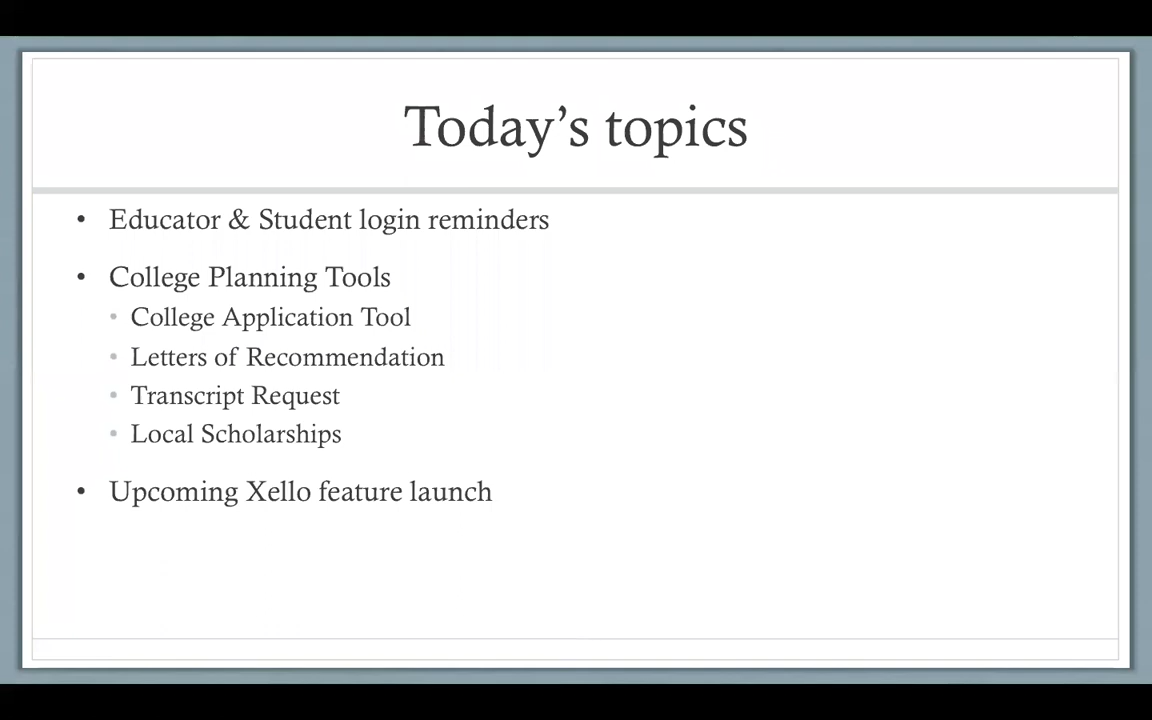 Today’s topics
• Educator & Student login reminders
• College Planning Tools
• College Application Tool
• Letters of Recommendation
• Transcript Request
• Local Scholarships
• Upcoming Xello feature launch